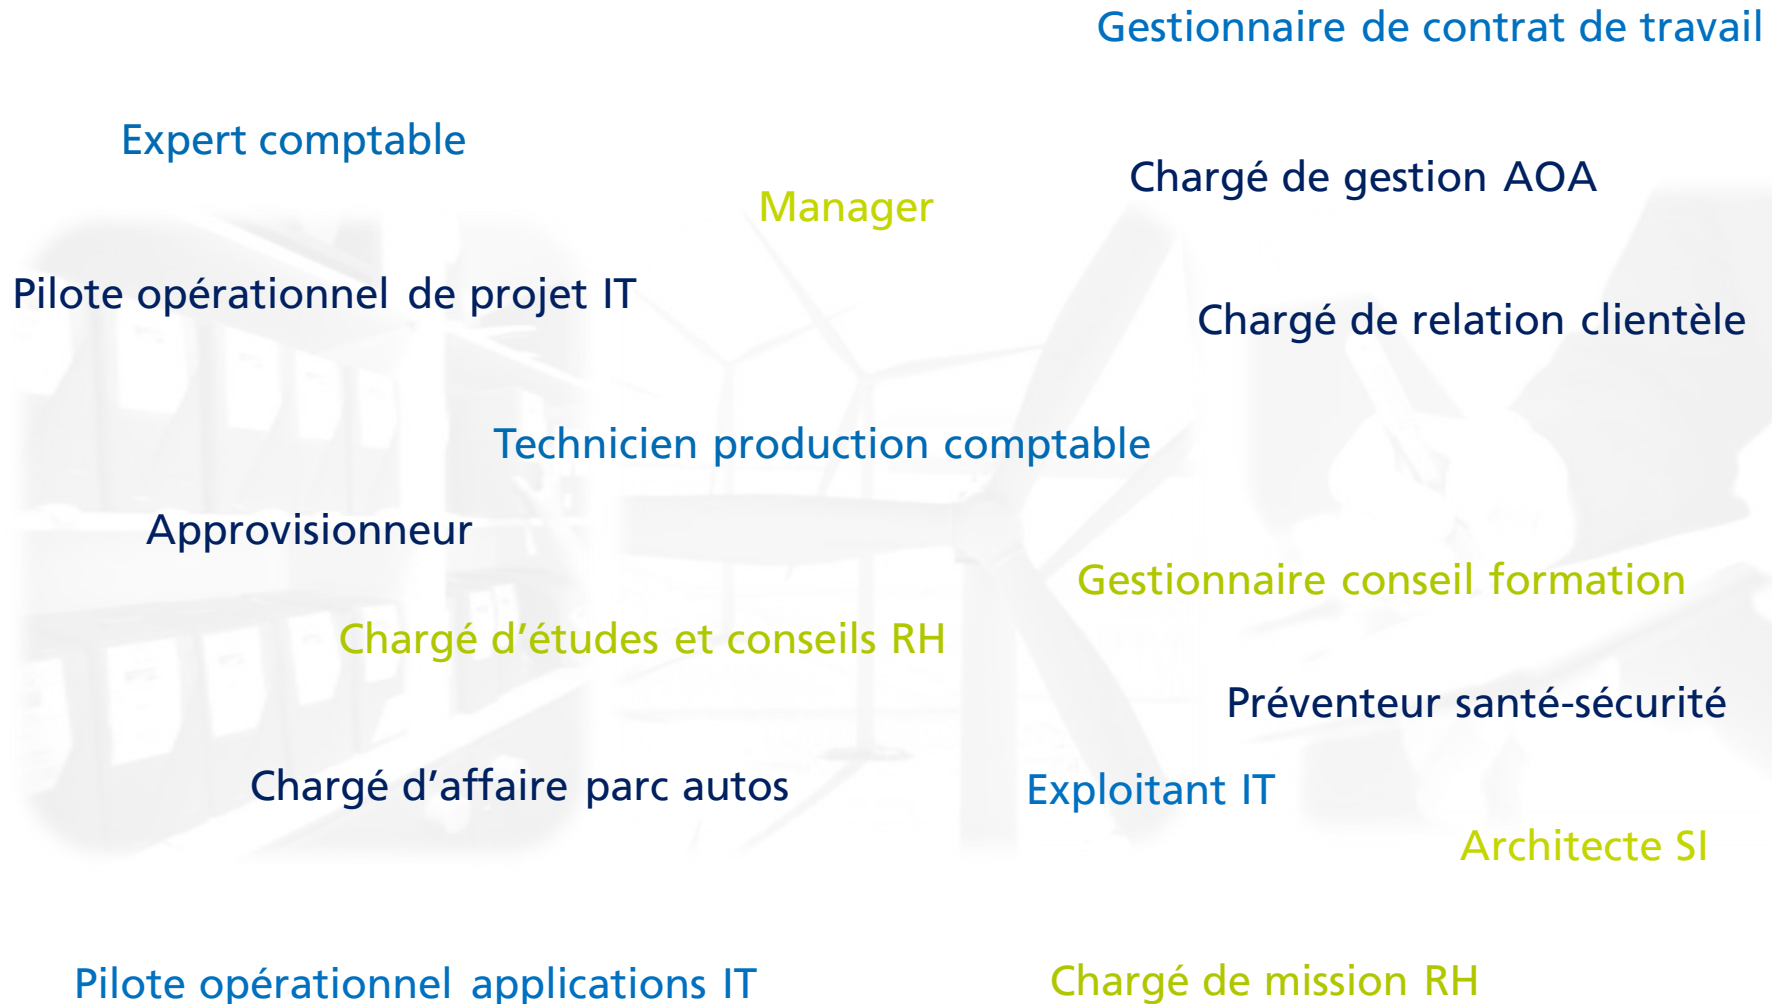 Gestionnaire de contrat de travail
Expert comptable
Chargé de gestion AOA
Manager
Pilote opérationnel de projet IT
Chargé de relation clientèle
Technicien production comptable
Approvisionneur
Gestionnaire conseil formation
Chargé d’études et conseils RH
Préventeur santé-sécurité
Chargé d’affaire parc autos
Exploitant IT
Architecte SI
Pilote opérationnel applications IT
Chargé de mission RH